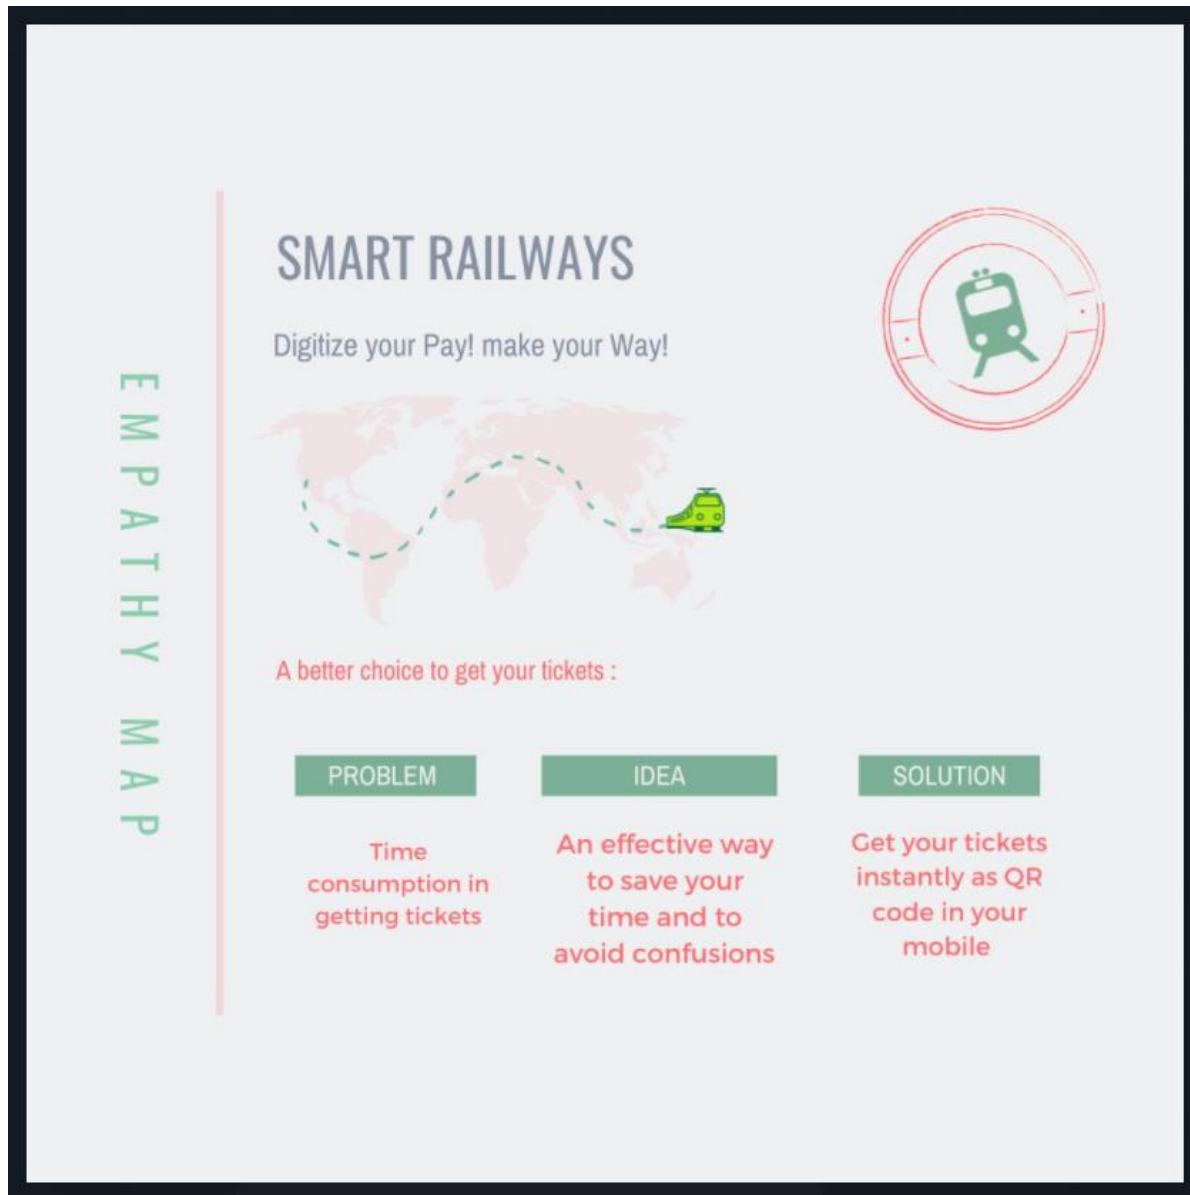 EMPATHY MAP
SMART RAILWAYS
Digitize your Pay! make your Way!
A better choice to get your tickets :
PROBLEM
Time
consumption in
getting tickets
IDEA
An effective way
to save your
time and to
avoid confusions
SOLUTION
Get your tickets
instantly as QR
code in your
mobile